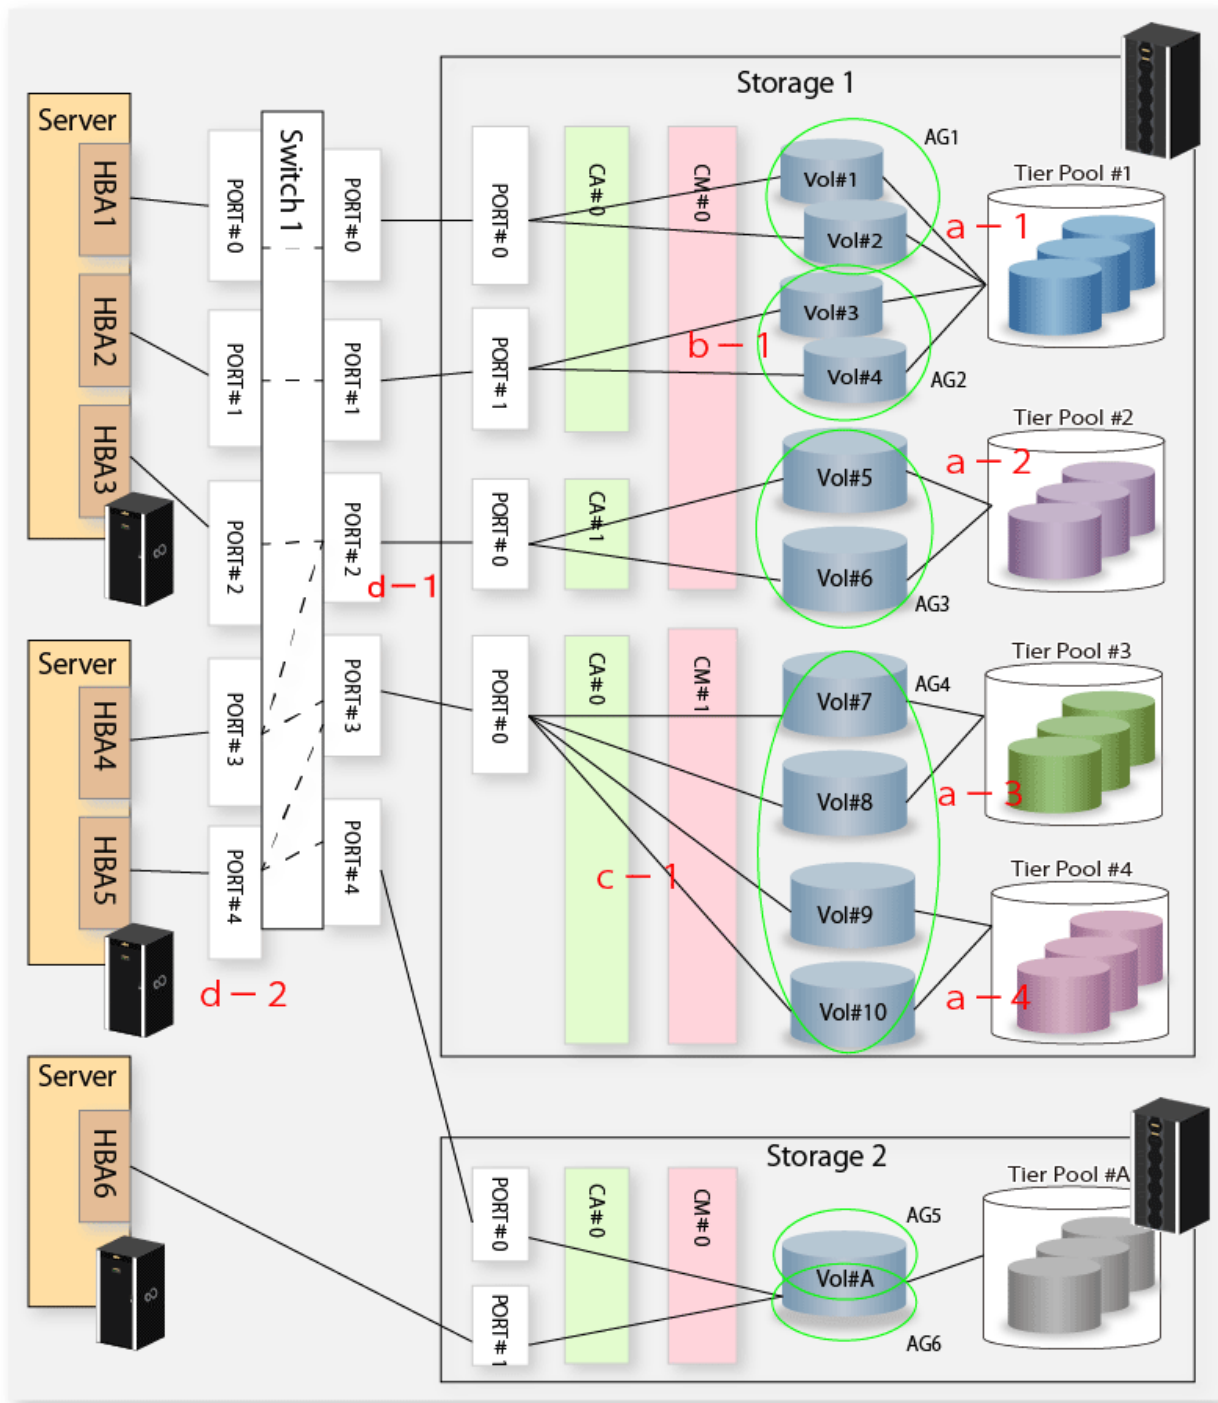 Storage 1
Server
HBA1
HBA2
HBA3
PORT#0
PORT#1
PORT#2
PORT#3
PORT#4
Switch 1
PORT#0
PORT#1
PORT#2
PORT#3
PORT#4
d-1
d-2
PORT#0
PORT#1
PORT#0
PORT#0
CA#0
CA#1
CA#0
CM#0
CM#1
AG1
Vol#1
Vol#2
a-1
Tier Pool #1
Vol#3
b-1
Vol#4
AG2
Vol#5
a-2
Tier Pool #2
Vol#6
AG3
Server
HBA4
HBA5
Vol#7
AG4
Tier Pool #3
Vol#8
a-3
c-1
Vol#9
Tier Pool #4
Vol#10
a-4
Server
HBA6
Storage 2
PORT#0
PORT#1
CA#0
CM#0
AG5
Vol#A
AG6
Tier Pool #A